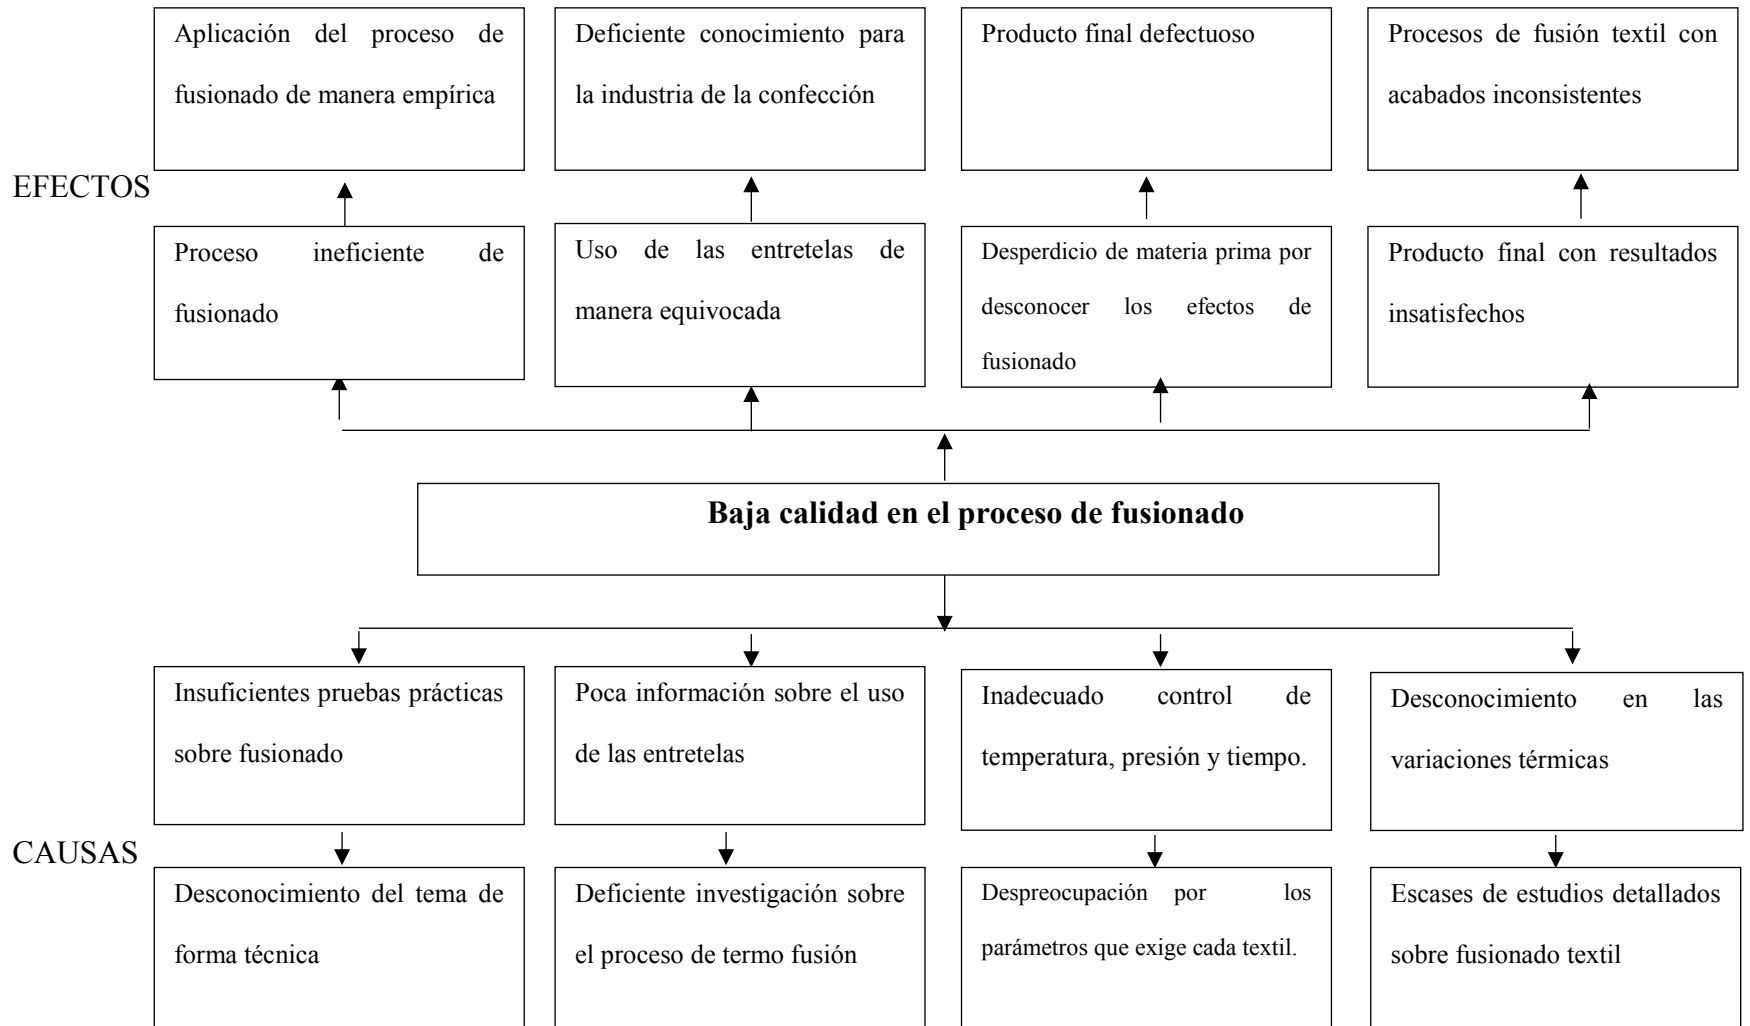 Aplicación del proceso de
fusionado de manera empírica
Deficiente conocimiento para
la industria de la confección
Producto final defectuoso
Procesos de fusión textil con
acabados inconsistentes
EFECTOS
Proceso ineficiente de
fusionado
Uso de las entretelas de
manera equivocada
Desperdicio de materia prima por
desconocer los efectos de
fusionado
Producto final con resultados
insatisfechos
Baja calidad en el proceso de fusionado
Insuficientes pruebas prácticas
sobre fusionado
Poca información sobre el uso
de las entretelas
Inadecuado control de
temperatura, presión y tiempo.
Desconocimiento en las
variaciones térmicas
CAUSAS
Desconocimiento del tema de
forma técnica
Deficiente investigación sobre
el proceso de termo fusión
Despreocupación por los
parámetros que exige cada textil.
Escases de estudios detallados
sobre fusionado textil